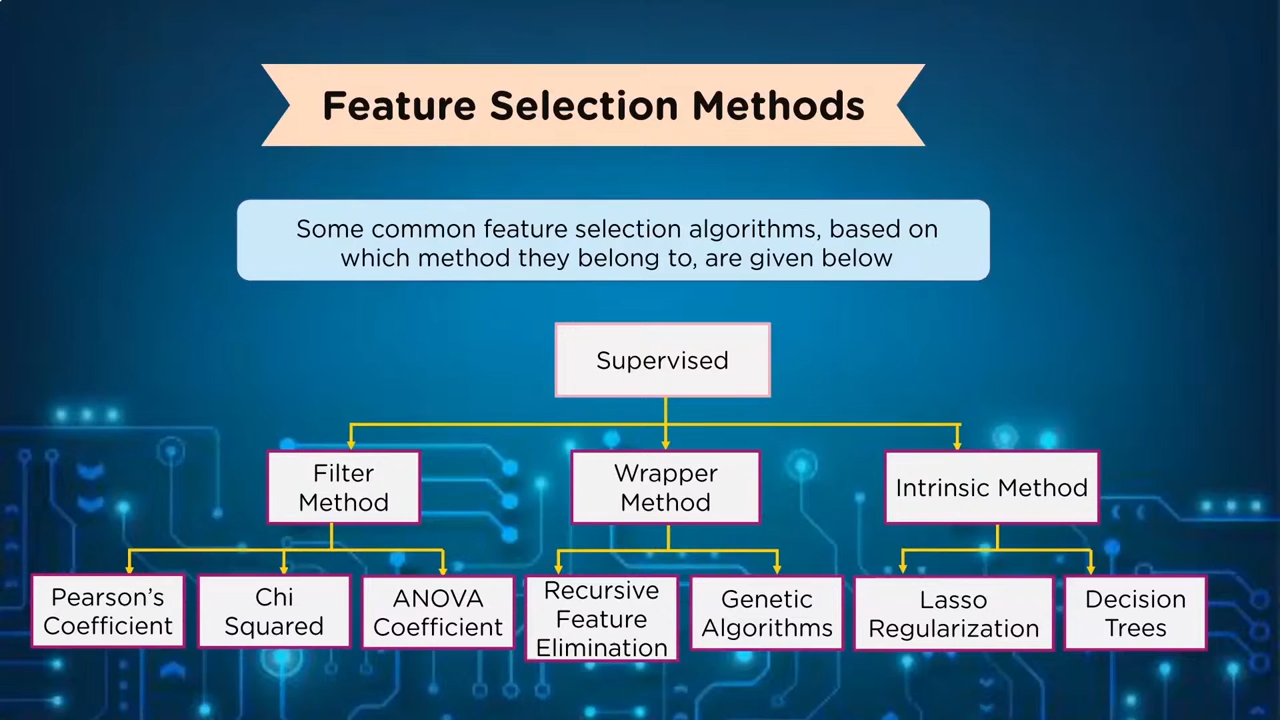 Feature Selection Methods
Some common feature selection algorithms, based on
which method they belong to, are given below
Supervised
Filter
Method
Wrapper
Method
Intrinsic Method
Pearson's
Coefficient
Chi
Squared
ANOVA
Coefficient
Recursive
Feature
Elimination
Genetic
Algorithms
Lasso
Regularization
Decision
Trees